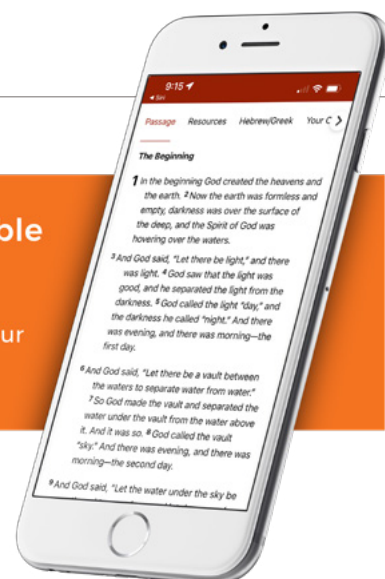 ble
ur
9:15
Siri
Passage Resources Hebrew/Greek Your C
The Beginning
1 In the beginning God created the heavens and
the earth. 2 Now the earth was formless and
empty, darkness was over the surface of
the deep, and the Spirit of God was
hovering over the waters.
3 And God said, “Let there be light,” and there
was light. 4 God saw that the light was
good, and he separated the light from the
darkness. 5 God called the light “day,” and
the darkness he called “night.” And there
was evening, and there was morning—the
first day.
6 And God said, “Let there be a vault between
the waters to separate water from water.”
7 So God made the vault and separated the
water under the vault from the water above
it. And it was so. 8 God called the vault
“sky.” And there was evening, and there was
morning—the second day.
9 And God said, “Let the water under the sky be